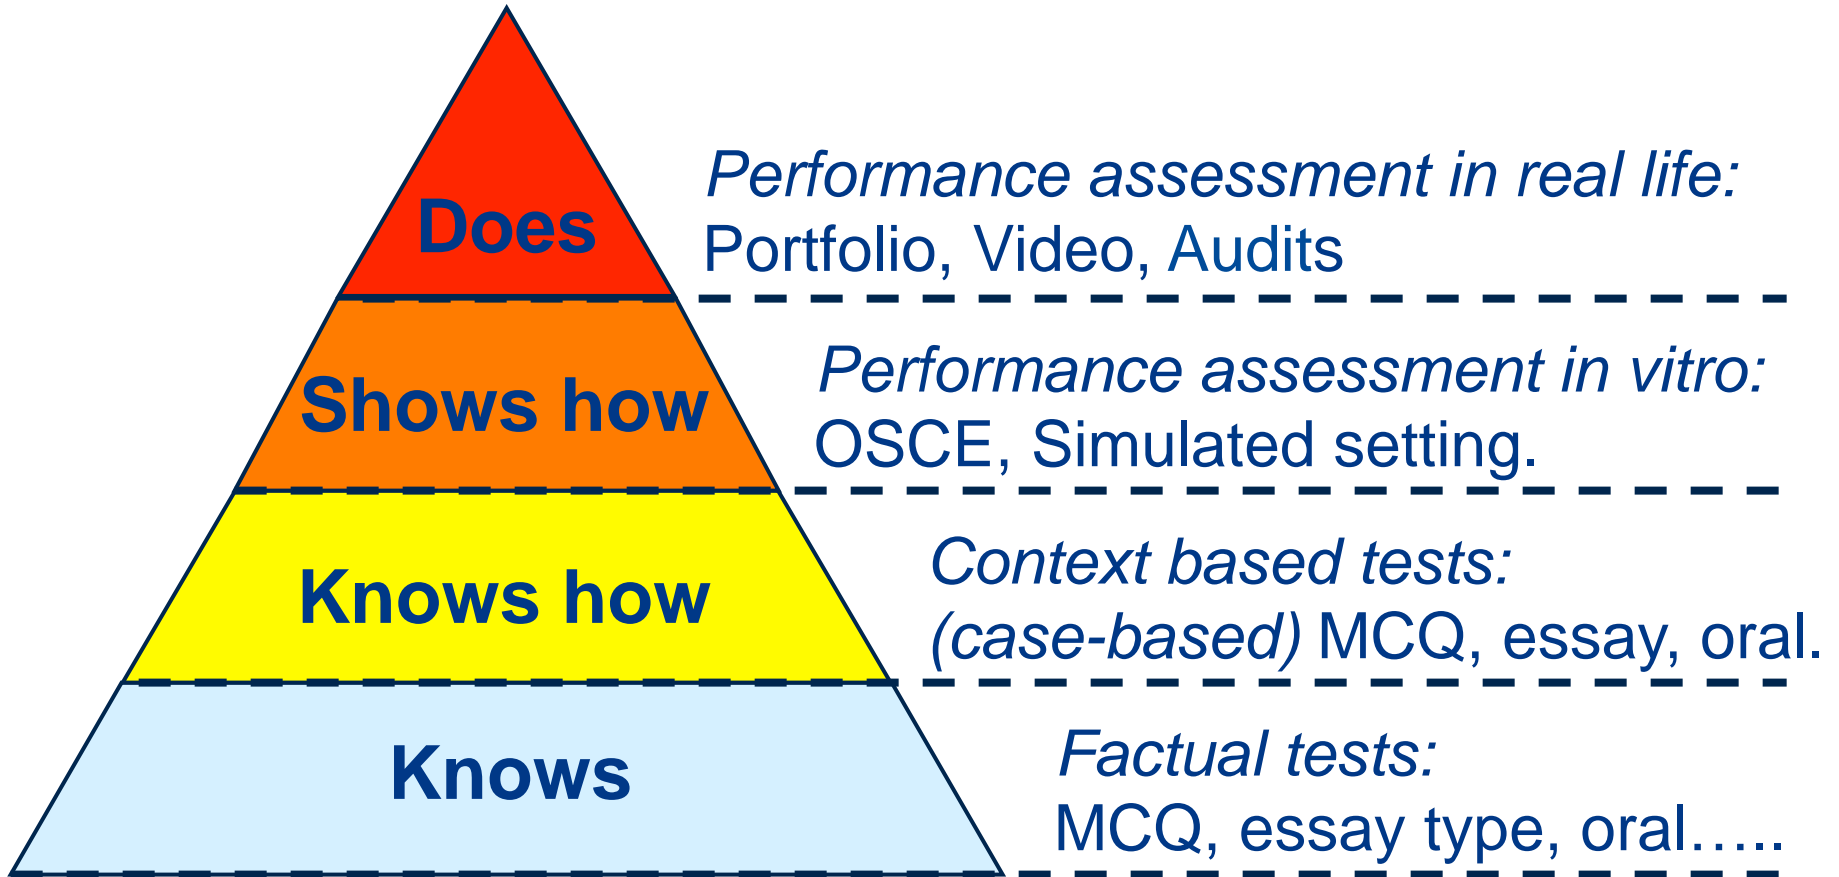 Does
Performance assessment in real life:
Portfolio, Video, Audits
Shows how
Performance assessment in vitro:
OSCE, Simulated setting.
Knows how
Context based tests:
(case-based) MCQ, essay, oral.
Knows
Factual tests:
MCQ, essay type, oral…..